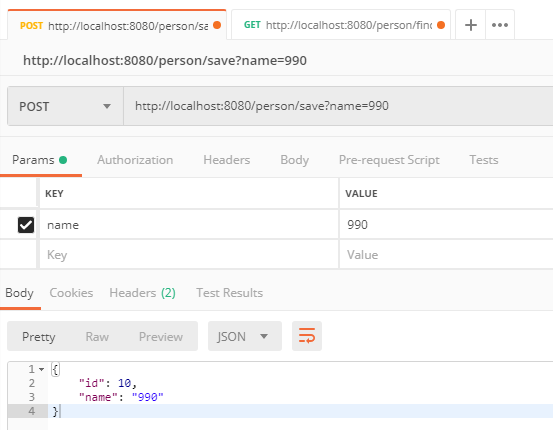 POST http://localhost:8080/person/sa GET http://localhost:8080/person/find
http://localhost:8080/person/save?name=990
POST http://localhost:8080/person/save?name=990
Params Authorization Headers Body Pre-request Script Tests
KEY VALUE
name 990
Key Value
Body Cookies Headers (2) Test Results
Pretty Raw Preview JSON
1 {
2 "id": 10,
3 "name": "990"
4 }